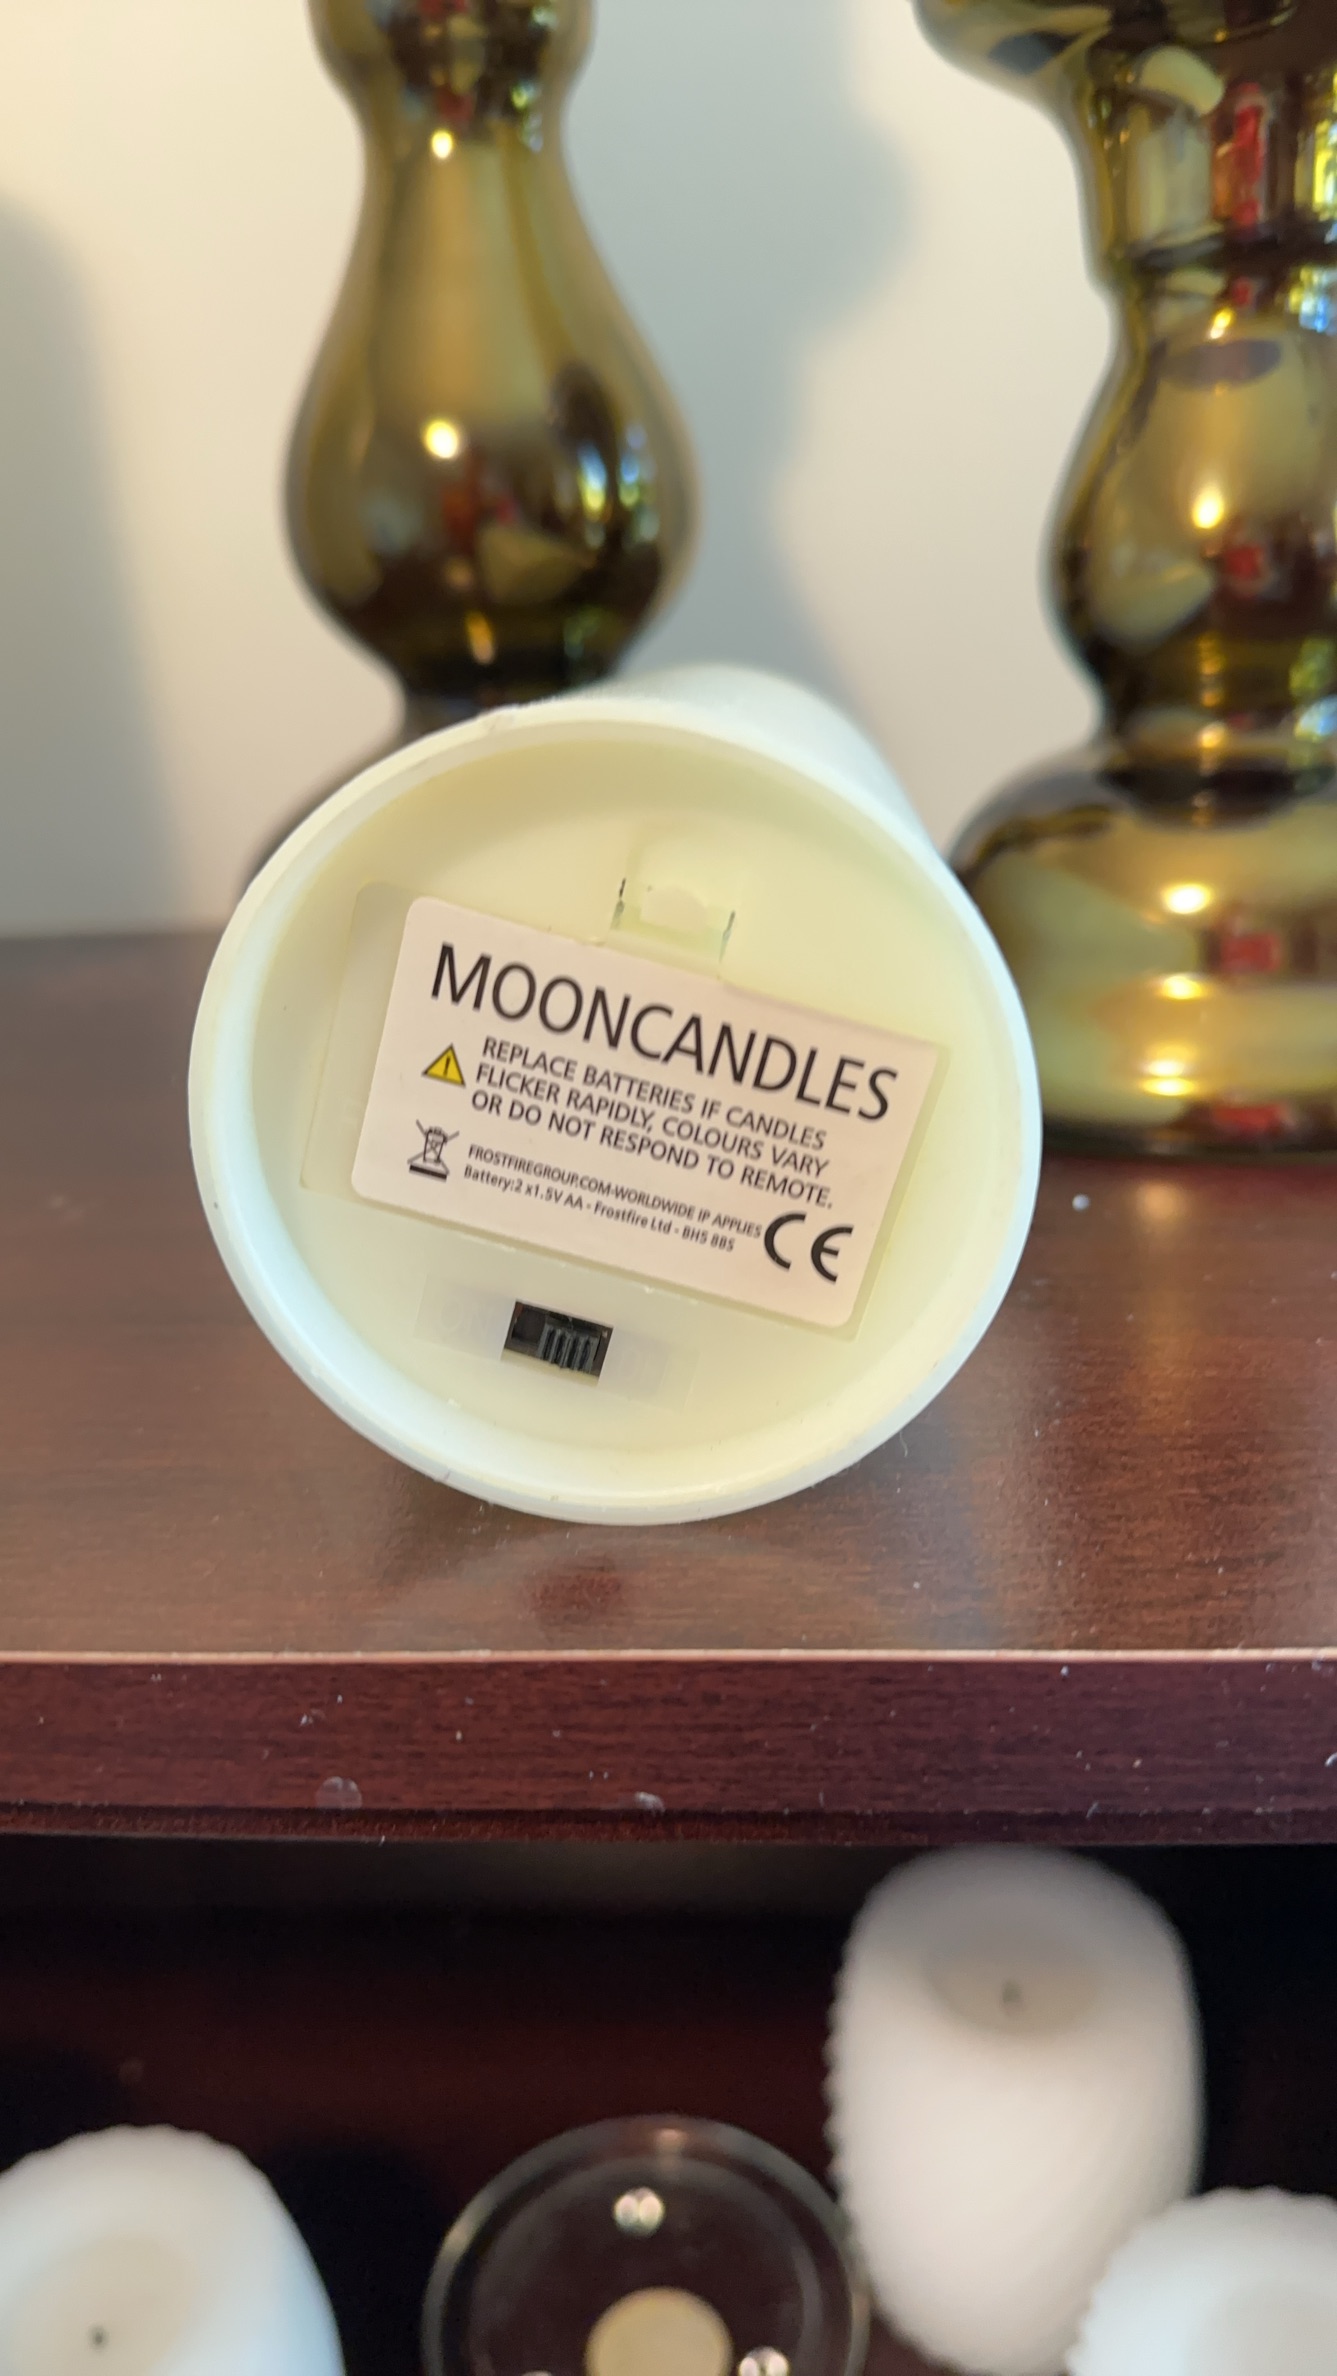 MOONCANDLES
REPLACE BATTERIES IF CANDLES
FLICKER RAPIDLY, COLOURS VARY
OR DO NOT RESPOND TO REMOTE.
FROSTFIREGROUP.COM-WORLDWIDE IP APPLIES
Battery:2 x1.5V AA - Frostfire Ltd - BH5 BBS
CE